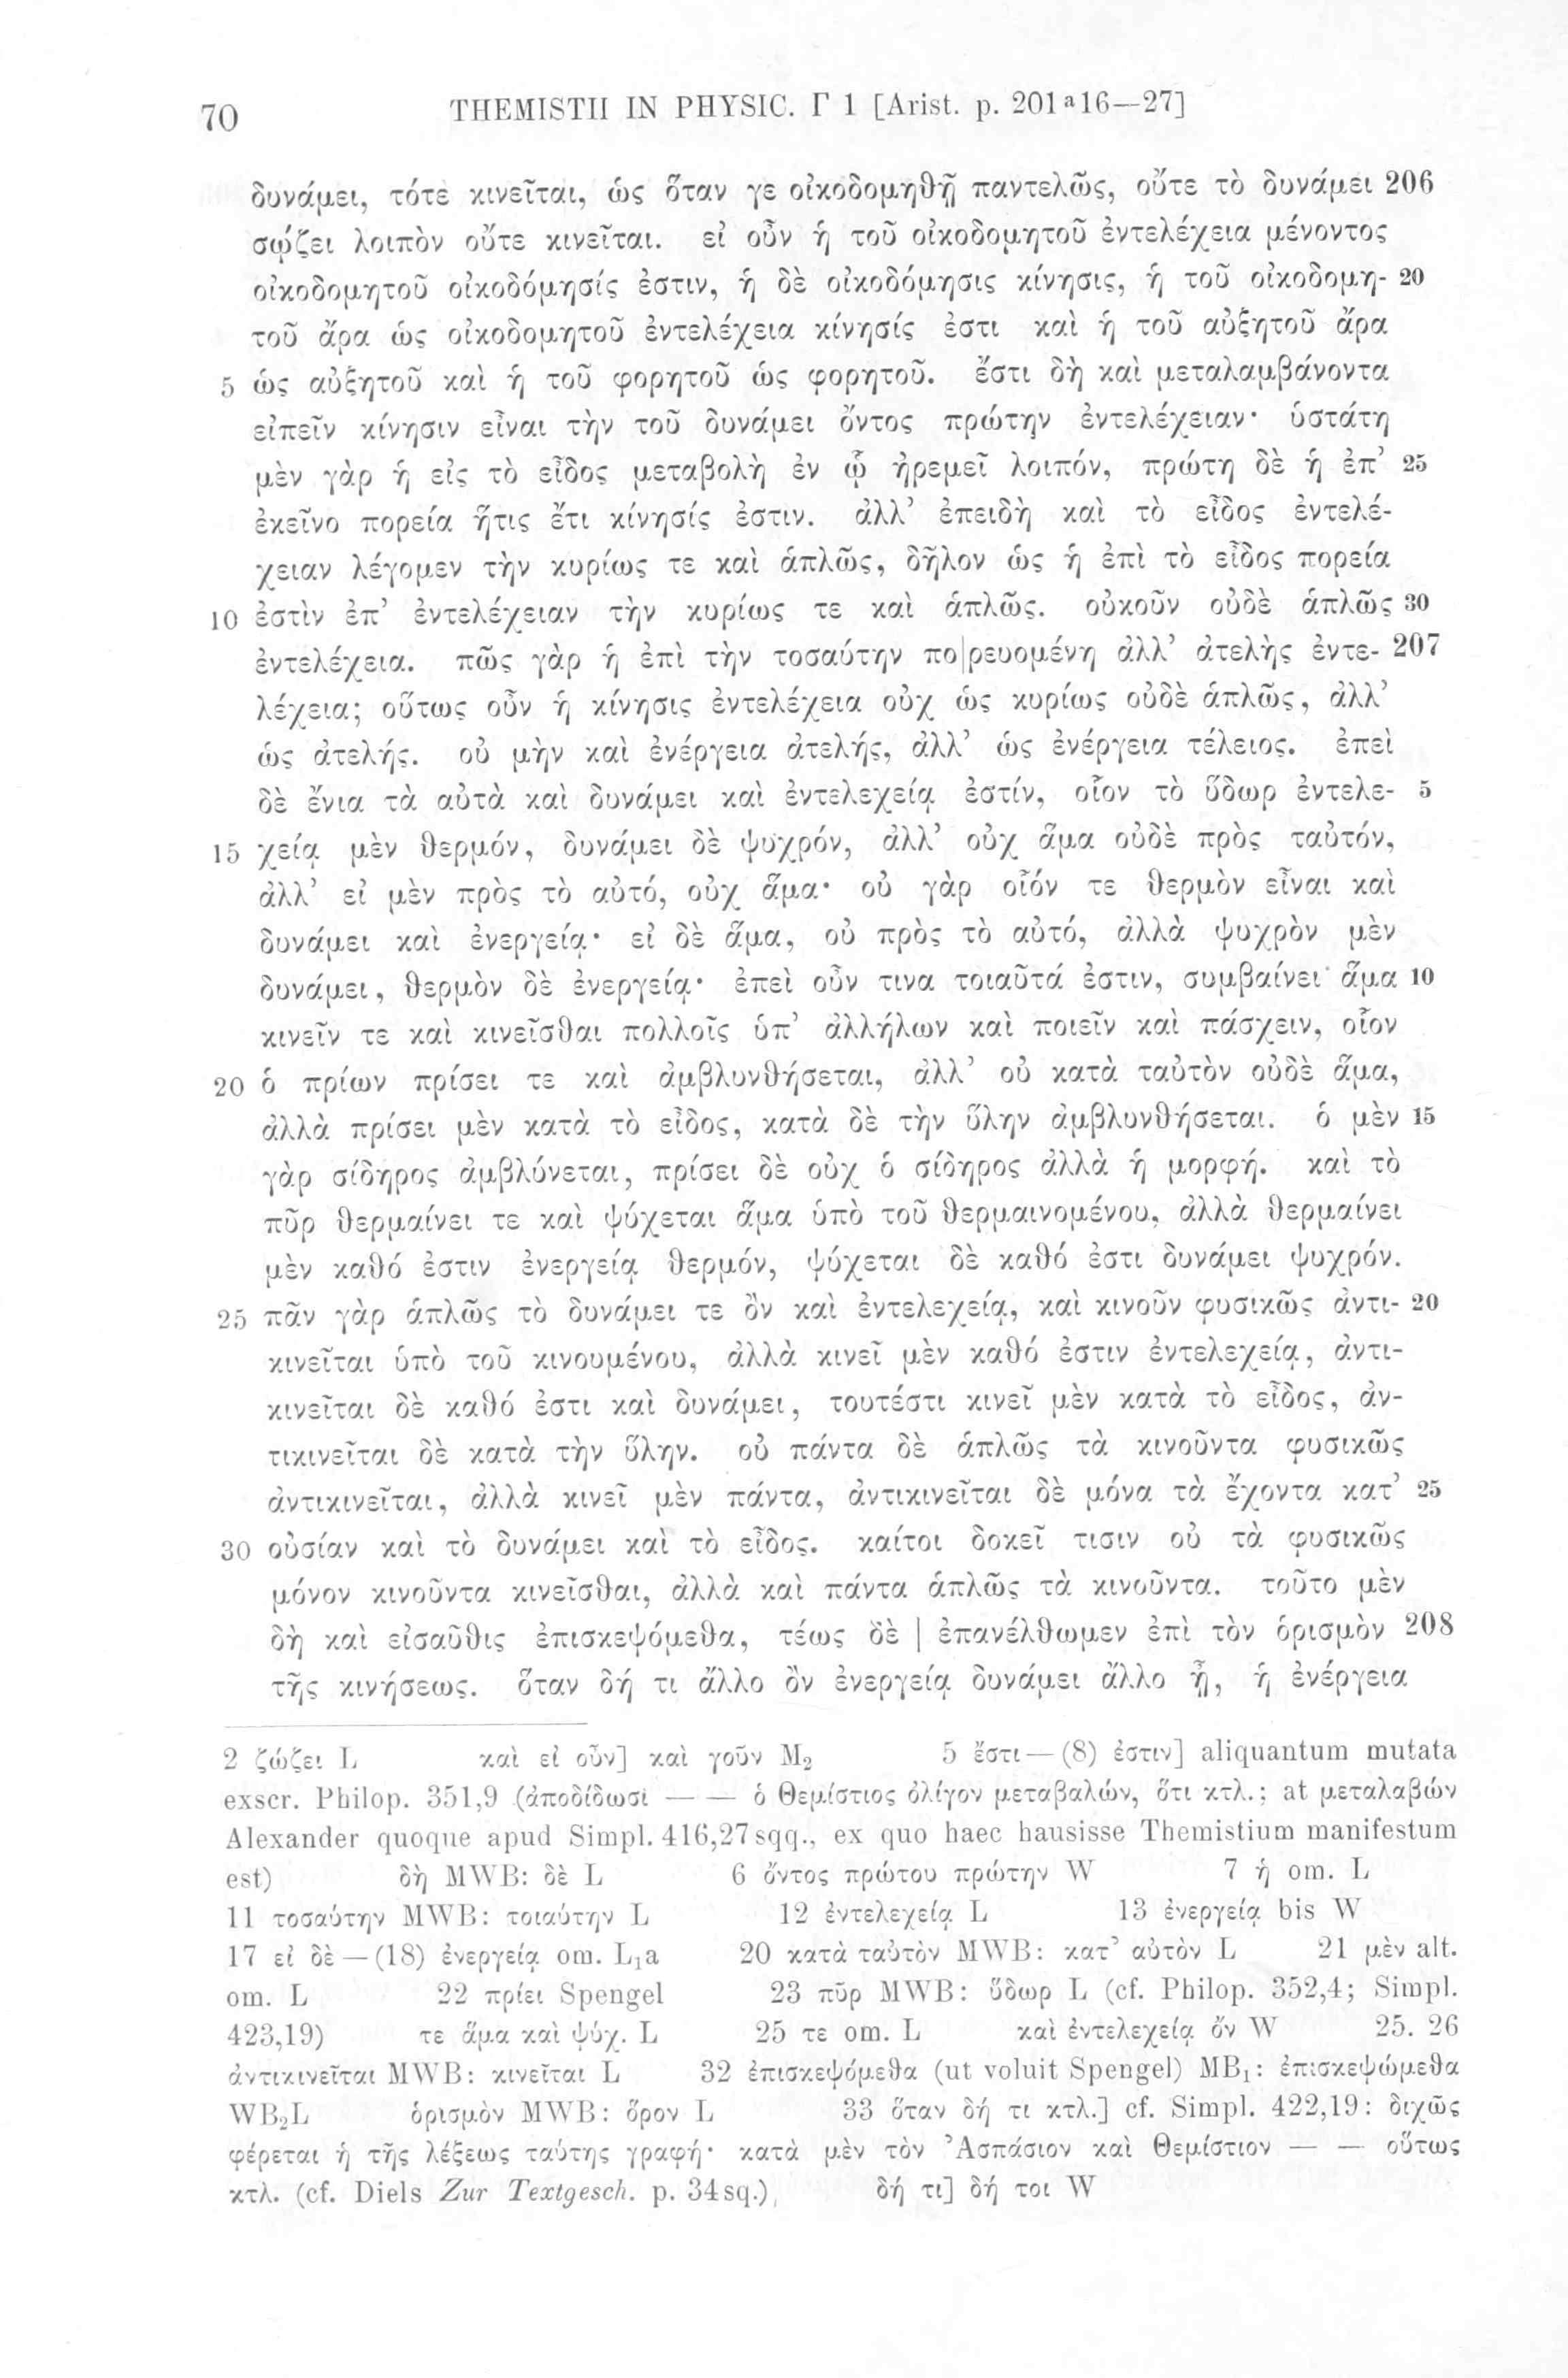 70 THEMISTII IN PHYSIC. Γ 1 [Arist. p. 201ᵃ16—27]
δυνάμει, τότε κινεῖται, ὡς ὅταν γε οἰκοδομηθῇ παντελῶς, οὔτε τὸ δυνάμει 206
σῴζει λοιπὸν οὔτε κινεῖται. εἰ οὖν ἡ τοῦ οἰκοδομητοῦ ἐντελέχεια μένοντος
οἰκοδομητοῦ οἰκοδόμησίς ἐστιν, ἡ δὲ οἰκοδόμησις κίνησις, ἡ τοῦ οἰκοδομη- 20
τοῦ ἄρα ὡς οἰκοδομητοῦ ἐντελέχεια κίνησίς ἐστι καὶ ἡ τοῦ αὐξητοῦ ἄρα
5 ὡς αὐξητοῦ καὶ ἡ τοῦ φορητοῦ ὡς φορητοῦ. ἔστι δὴ καὶ μεταλαμβάνοντα
εἰπεῖν κίνησιν εἶναι τὴν τοῦ δυνάμει ὄντος πρώτην ἐντελέχειαν· ὑστάτη
μὲν γὰρ ἡ εἰς τὸ εἶδος μεταβολὴ ἐν ᾧ ἠρεμεῖ λοιπόν, πρώτη δὲ ἡ ἐπ’ 25
ἐκεῖνο πορεία ἥτις ἔτι κίνησίς ἐστιν. ἀλλ’ ἐπειδὴ καὶ τὸ εἶδος ἐντελέ-
χειαν λέγομεν τὴν κυρίως τε καὶ ἁπλῶς, δῆλον ὡς ἡ ἐπὶ τὸ εἶδος πορεία
10 ἐστὶν ἐπ’ ἐντελέχειαν τὴν κυρίως τε καὶ ἁπλῶς. οὐκοῦν οὐδὲ ἁπλῶς 30
ἐντελέχεια. πῶς γὰρ ἡ ἐπὶ τὴν τοσαύτην πο|ρευομένη ἀλλ’ ἀτελὴς ἐντε- 207
λέχεια; οὕτως οὖν ἡ κίνησις ἐντελέχεια οὐχ ὡς κυρίως οὐδὲ ἁπλῶς, ἀλλ’
ὡς ἀτελής. οὐ μὴν καὶ ἐνέργεια ἀτελής, ἀλλ’ ὡς ἐνέργεια τέλειος. ἐπεὶ
δὲ ἔνια τὰ αὐτὰ καὶ δυνάμει καὶ ἐντελεχείᾳ ἐστίν, οἷον τὸ ὕδωρ ἐντελε- 5
15 χείᾳ μὲν θερμόν, δυνάμει δὲ ψυχρόν, ἀλλ’ οὐχ ἅμα οὐδὲ πρὸς ταὐτόν,
ἀλλ’ εἰ μὲν πρὸς τὸ αὐτό, οὐχ ἅμα· οὐ γὰρ οἷόν τε θερμὸν εἶναι καὶ
δυνάμει καὶ ἐνεργείᾳ· εἰ δὲ ἅμα, οὐ πρὸς τὸ αὐτό, ἀλλὰ ψυχρὸν μὲν
δυνάμει, θερμὸν δὲ ἐνεργείᾳ· ἐπεὶ οὖν τινα τοιαῦτά ἐστιν, συμβαίνει ἅμα 10
κινεῖν τε καὶ κινεῖσθαι πολλοῖς ὑπ’ ἀλλήλων καὶ ποιεῖν καὶ πάσχειν, οἷον
20 ὁ πρίων πρίσει τε καὶ ἀμβλυνθήσεται, ἀλλ’ οὐ κατὰ ταὐτὸν οὐδὲ ἅμα,
ἀλλὰ πρίσει μὲν κατὰ τὸ εἶδος, κατὰ δὲ τὴν ὕλην ἀμβλυνθήσεται. ὁ μὲν 15
γὰρ σίδηρος ἀμβλύνεται, πρίσει δὲ οὐχ ὁ σίδηρος ἀλλὰ ἡ μορφή. καὶ τὸ
πῦρ θερμαίνει τε καὶ ψύχεται ἅμα ὑπὸ τοῦ θερμαινομένου, ἀλλὰ θερμαίνει
μὲν καθό ἐστιν ἐνεργείᾳ θερμόν, ψύχεται δὲ καθό ἐστι δυνάμει ψυχρόν.
25 πᾶν γὰρ ἁπλῶς τὸ δυνάμει τε ὂν καὶ ἐντελεχείᾳ, καὶ κινοῦν φυσικῶς ἀντι- 20
κινεῖται ὑπὸ τοῦ κινουμένου, ἀλλὰ κινεῖ μὲν καθό ἐστιν ἐντελεχείᾳ, ἀντι-
κινεῖται δὲ καθό ἐστι καὶ δυνάμει, τουτέστι κινεῖ μὲν κατὰ τὸ εἶδος, ἀν-
τικινεῖται δὲ κατὰ τὴν ὕλην. οὐ πάντα δὲ ἁπλῶς τὰ κινοῦντα φυσικῶς
ἀντικινεῖται, ἀλλὰ κινεῖ μὲν πάντα, ἀντικινεῖται δὲ μόνα τὰ ἔχοντα κατ’ 25
30 οὐσίαν καὶ τὸ δυνάμει καὶ τὸ εἶδος. καίτοι δοκεῖ τισιν οὐ τὰ φυσικῶς
μόνον κινοῦντα κινεῖσθαι, ἀλλὰ καὶ πάντα ἁπλῶς τὰ κινοῦντα. τοῦτο μὲν
δὴ καὶ εἰσαῦθις ἐπισκεψόμεθα, τέως δὲ | ἐπανέλθωμεν ἐπὶ τὸν ὁρισμὸν 208
τῆς κινήσεως. ὅταν δή τι ἄλλο ὂν ἐνεργείᾳ δυνάμει ἄλλο ᾖ, ἡ ἐνέργεια
2 ζώζει L καὶ εἰ οὖν] καὶ γοῦν M₂ 5 ἔστι — (8) ἐστιν] aliquantum mutata
exscr. Philop. 351,9 (ἀποδίδωσι — — ὁ Θεμίστιος ὀλίγον μεταβαλών, ὅτι κτλ.; at μεταλαβών
Alexander quoque apud Simpl. 416,27sqq., ex quo haec hausisse Themistium manifestum
est) δὴ MWB: δὲ L 6 ὄντος πρώτου πρώτην W 7 ἡ om. L
11 τοσαύτην MWB: τοιαύτην L 12 ἐντελεχείᾳ L 13 ἐνεργείᾳ bis W
17 εἰ δὲ — (18) ἐνεργείᾳ om. L₁a 20 κατὰ ταὐτὸν MWB: κατ’ αὐτὸν L 21 μὲν alt.
om. L 22 πρίει Spengel 23 πῦρ MWB: ὕδωρ L (cf. Philop. 352,4; Simpl.
423,19) τε ἅμα καὶ ψύχ. L 25 τε om. L καὶ ἐντελεχείᾳ ὄν W 25. 26
ἀντικινεῖται MWB: κινεῖται L 32 ἐπισκεψόμεθα (ut voluit Spengel) MB₁: ἐπισκεψώμεθα
WB₂L ὁρισμὸν MWB: ὅρον L 33 ὅταν δή τι κτλ.] cf. Simpl. 422,19: διχῶς
φέρεται ἡ τῆς λέξεως ταύτης γραφή· κατὰ μὲν τὸν Ἀσπάσιον καὶ Θεμίστιον — — οὕτως
κτλ. (cf. Diels Zur Textgesch. p. 34sq.) δή τι] δή τοι W